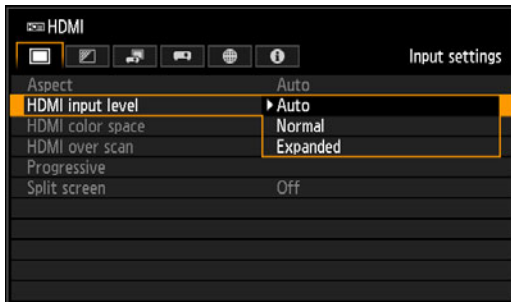 HDMI
Input settings
Aspect Auto
HDMI input level Auto
HDMI color space Normal
HDMI over scan Expanded
Progressive
Split screen Off